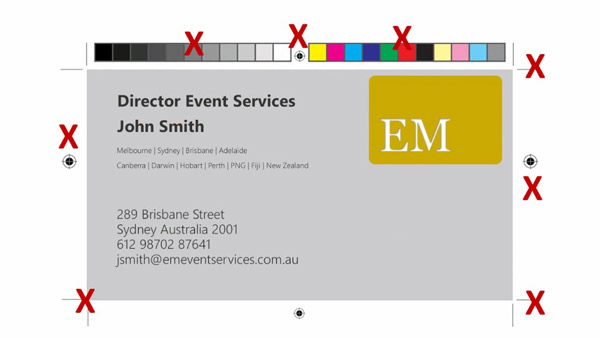 X X X
X
Director Event Services
EM
John Smith
X
Melbourne | Sydney | Brisbane | Adelaide
Canberra | Darwin | Hobart | Perth | PNG | Fiji | New Zealand
X
289 Brisbane Street
Sydney Australia 2001
612 98702 87641
jsmith@emeventservices.com.au
X X